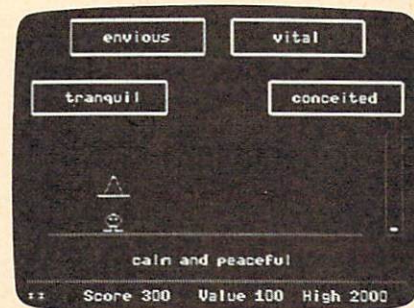 envious vital
tranquil conceited
calm and peaceful
Score 300 Value 100 High 2000